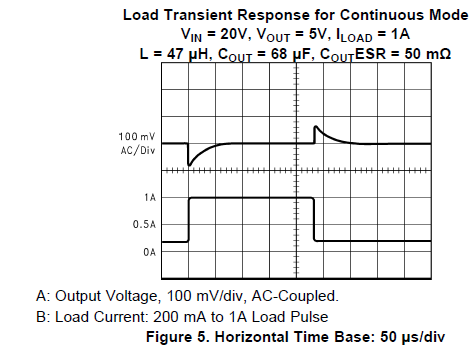 Load Transient Response for Continuous Mode
VIN = 20V, VOUT = 5V, ILOAD = 1A
L = 47 μH, COUT = 68 μF, COUTESR = 50 mΩ
100 mV
AC/Div
1A
0.5A
0A
A: Output Voltage, 100 mV/div, AC-Coupled.
B: Load Current: 200 mA to 1A Load Pulse
Figure 5. Horizontal Time Base: 50 μs/div